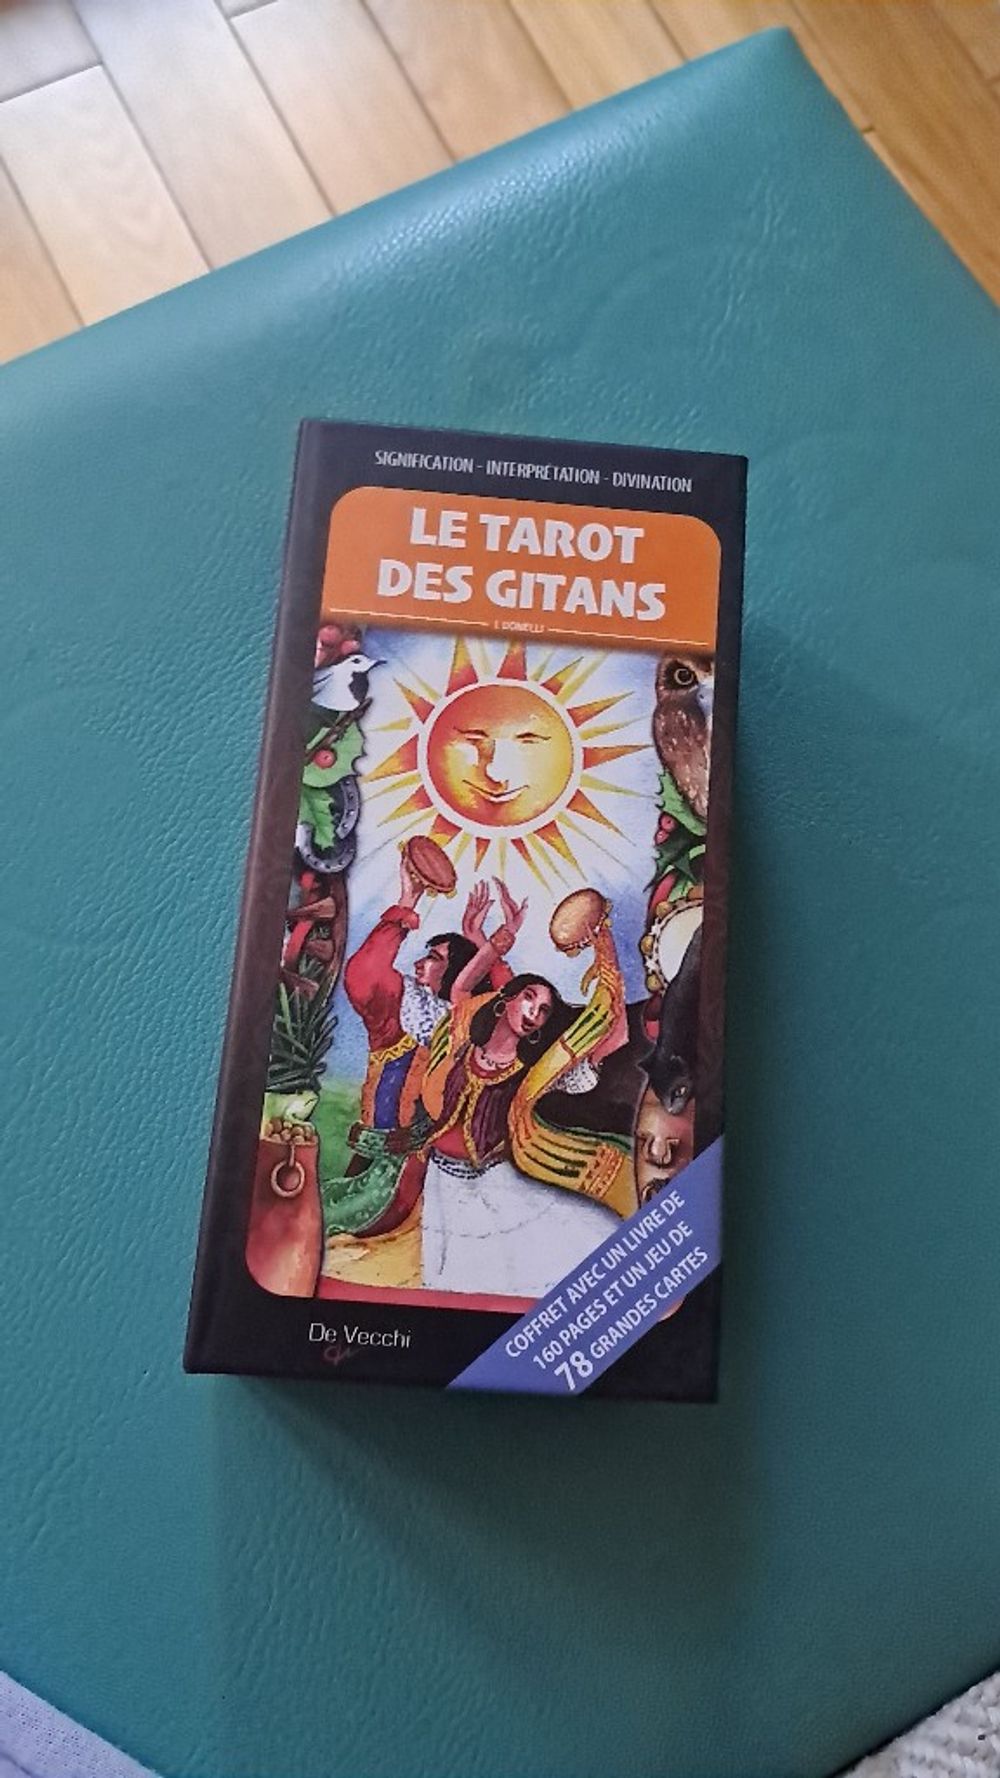 SIGNIFICATION - INTERPRÉTATION - DIVINATION
LE TAROT
DES GITANS
I. DONELLI
De Vecchi
COFFRET AVEC UN LIVRE DE
160 PAGES ET UN JEU DE
78 GRANDES CARTES